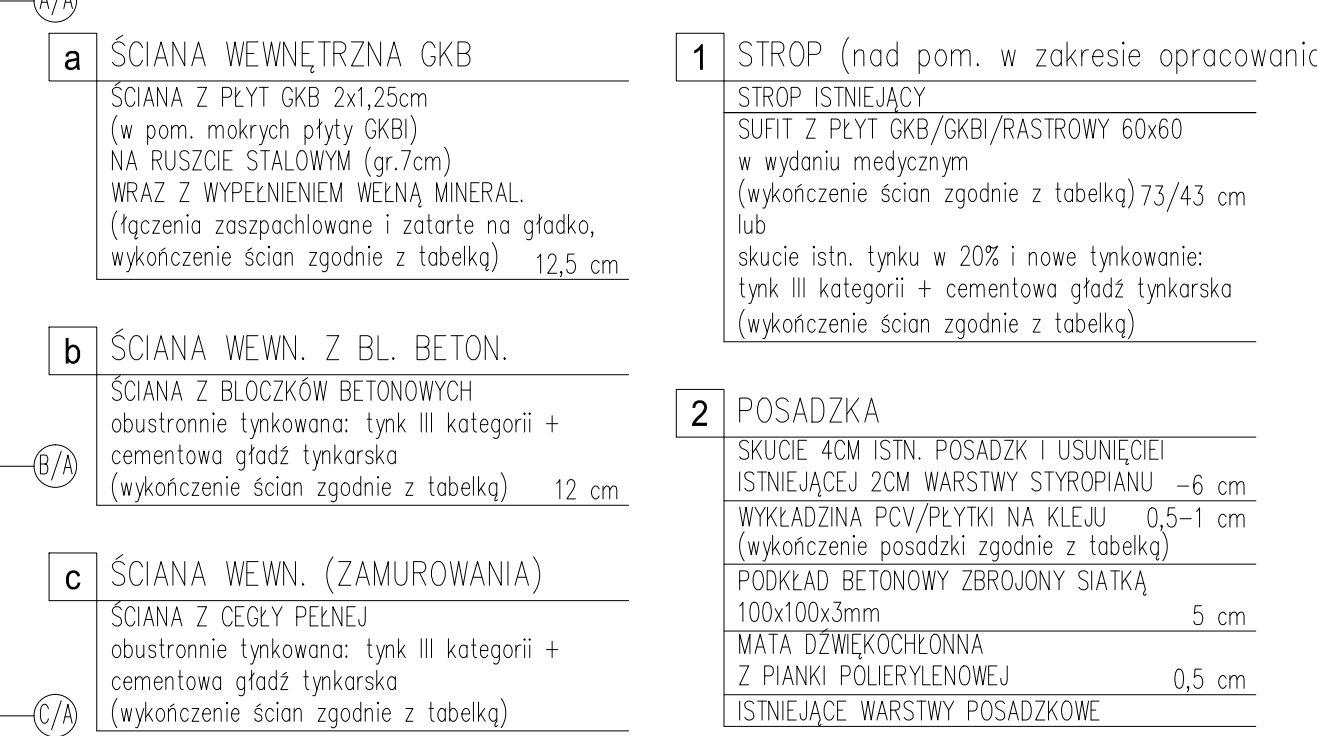 A/A
a ŚCIANA WEWNĘTRZNA GKB
ŚCIANA Z PŁYT GKB 2x1,25cm
(w pom. mokrych płyty GKBI)
NA RUSZCIE STALOWYM (gr.7cm)
WRAZ Z WYPEŁNIENIEM WEŁNĄ MINERAL.
(łączenia zaszpachlowane i zatarte na gładko,
wykończenie ścian zgodnie z tabelką) 12,5 cm
b ŚCIANA WEWN. Z BL. BETON.
ŚCIANA Z BLOCZKÓW BETONOWYCH
obustronnie tynkowana: tynk III kategorii +
cementowa gładź tynkarska
(wykończenie ścian zgodnie z tabelką) 12 cm
B/A
c ŚCIANA WEWN. (ZAMUROWANIA)
ŚCIANA Z CEGŁY PEŁNEJ
obustronnie tynkowana: tynk III kategorii +
cementowa gładź tynkarska
(wykończenie ścian zgodnie z tabelką)
C/A
1 STROP (nad pom. w zakresie opracowania
STROP ISTNIEJĄCY
SUFIT Z PŁYT GKB/GKBI/RASTROWY 60x60
w wydaniu medycznym
(wykończenie ścian zgodnie z tabelką) 73/43 cm
lub
skucie istn. tynku w 20% i nowe tynkowanie:
tynk III kategorii + cementowa gładź tynkarska
(wykończenie ścian zgodnie z tabelką)
2 POSADZKA
SKUCIE 4CM ISTN. POSADZK I USUNIĘCIEI
ISTNIEJĄCEJ 2CM WARSTWY STYROPIANU -6 cm
WYKŁADZINA PCV/PŁYTKI NA KLEJU 0,5-1 cm
(wykończenie posadzki zgodnie z tabelką)
PODKŁAD BETONOWY ZBROJONY SIATKĄ
100x100x3mm 5 cm
MATA DŹWIĘKOCHŁONNA
Z PIANKI POLIERYLENOWEJ 0,5 cm
ISTNIEJĄCE WARSTWY POSADZKOWE